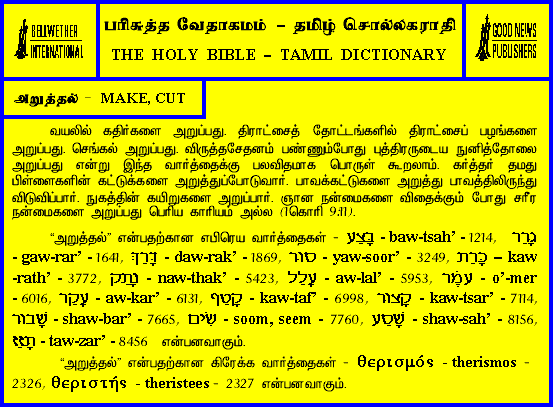 BELLWETHER
INTERNATIONAL
பரிசுத்த வேதாகமம் – தமிழ் சொல்லகராதி
THE HOLY BIBLE – TAMIL DICTIONARY
GOOD NEWS
PUBLISHERS
அறுத்தல் – MAKE, CUT
வயலில் கதிர்களை அறுப்பது. திராட்சைத் தோட்டங்களில் திராட்சைப் பழங்களை
அறுப்பது. செங்கல் அறுப்பது. விருத்தசேதனம் பண்ணும்போது புத்திரருடைய நுனித்தோலை
அறுப்பது என்று இந்த வார்த்தைக்கு பலவிதமாக பொருள் கூறலாம். கர்த்தர் தமது
பிள்ளைகளின் கட்டுக்களை அறுத்துப்போடுவார். பாவக்கட்டுகளை அறுத்து பாவத்திலிருந்து
விடுவிப்பார். நுகத்தின் கயிறுகளை அறுப்பார். ஞான நன்மைகளை விதைக்கும் போது சரீர
நன்மைகளை அறுப்பது பெரிய காரியம் அல்ல (1கொரி 9:11).
“அறுத்தல்” என்பதற்கான எபிரெய வார்த்தைகள் - בָּצַע - baw-tsah’ -1214, גָּרַר
- gaw-rar’ - 1641, דָּרַךְ - daw-rak’ - 1869, סוּר - yaw-soor’ - 3249, כָּרַת – kaw
-rath’ - 3772, נָתַק - naw-thak’ - 5423, עָלַל - aw-lal’ - 5953, עֹמֶר - o’-mer
- 6016, עָקַר - aw-kar’ - 6131, קָטַף - kaw-taf’ - 6998, קָצַר - kaw-tsar’ - 7114,
שָׁבַר - shaw-bar’ - 7665, שׂים - soom, seem - 7760, שָׁסַע - shaw-sah’ - 8156,
תָּזַז - taw-zar’ - 8456 என்பனவாகும்.
“அறுத்தல்” என்பதற்கான கிரேக்க வார்த்தைகள் - θερισμός - therismos -
2326, θεριστής - theristees - 2327 என்பனவாகும்.